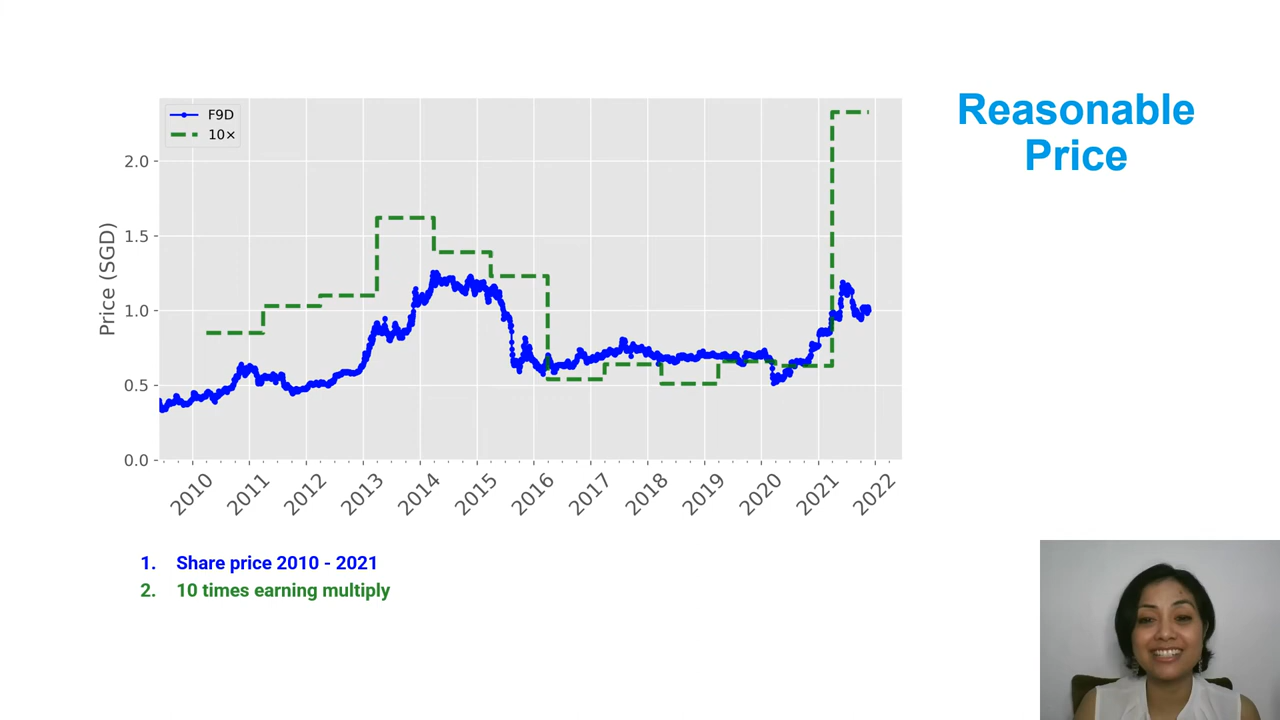 Reasonable
Price
F9D
10×
Price (SGD)
2.0
1.5
1.0
0.5
0.0
2010 2011 2012 2013 2014 2015 2016 2017 2018 2019 2020 2021 2022
1. Share price 2010 - 2021
2. 10 times earning multiply